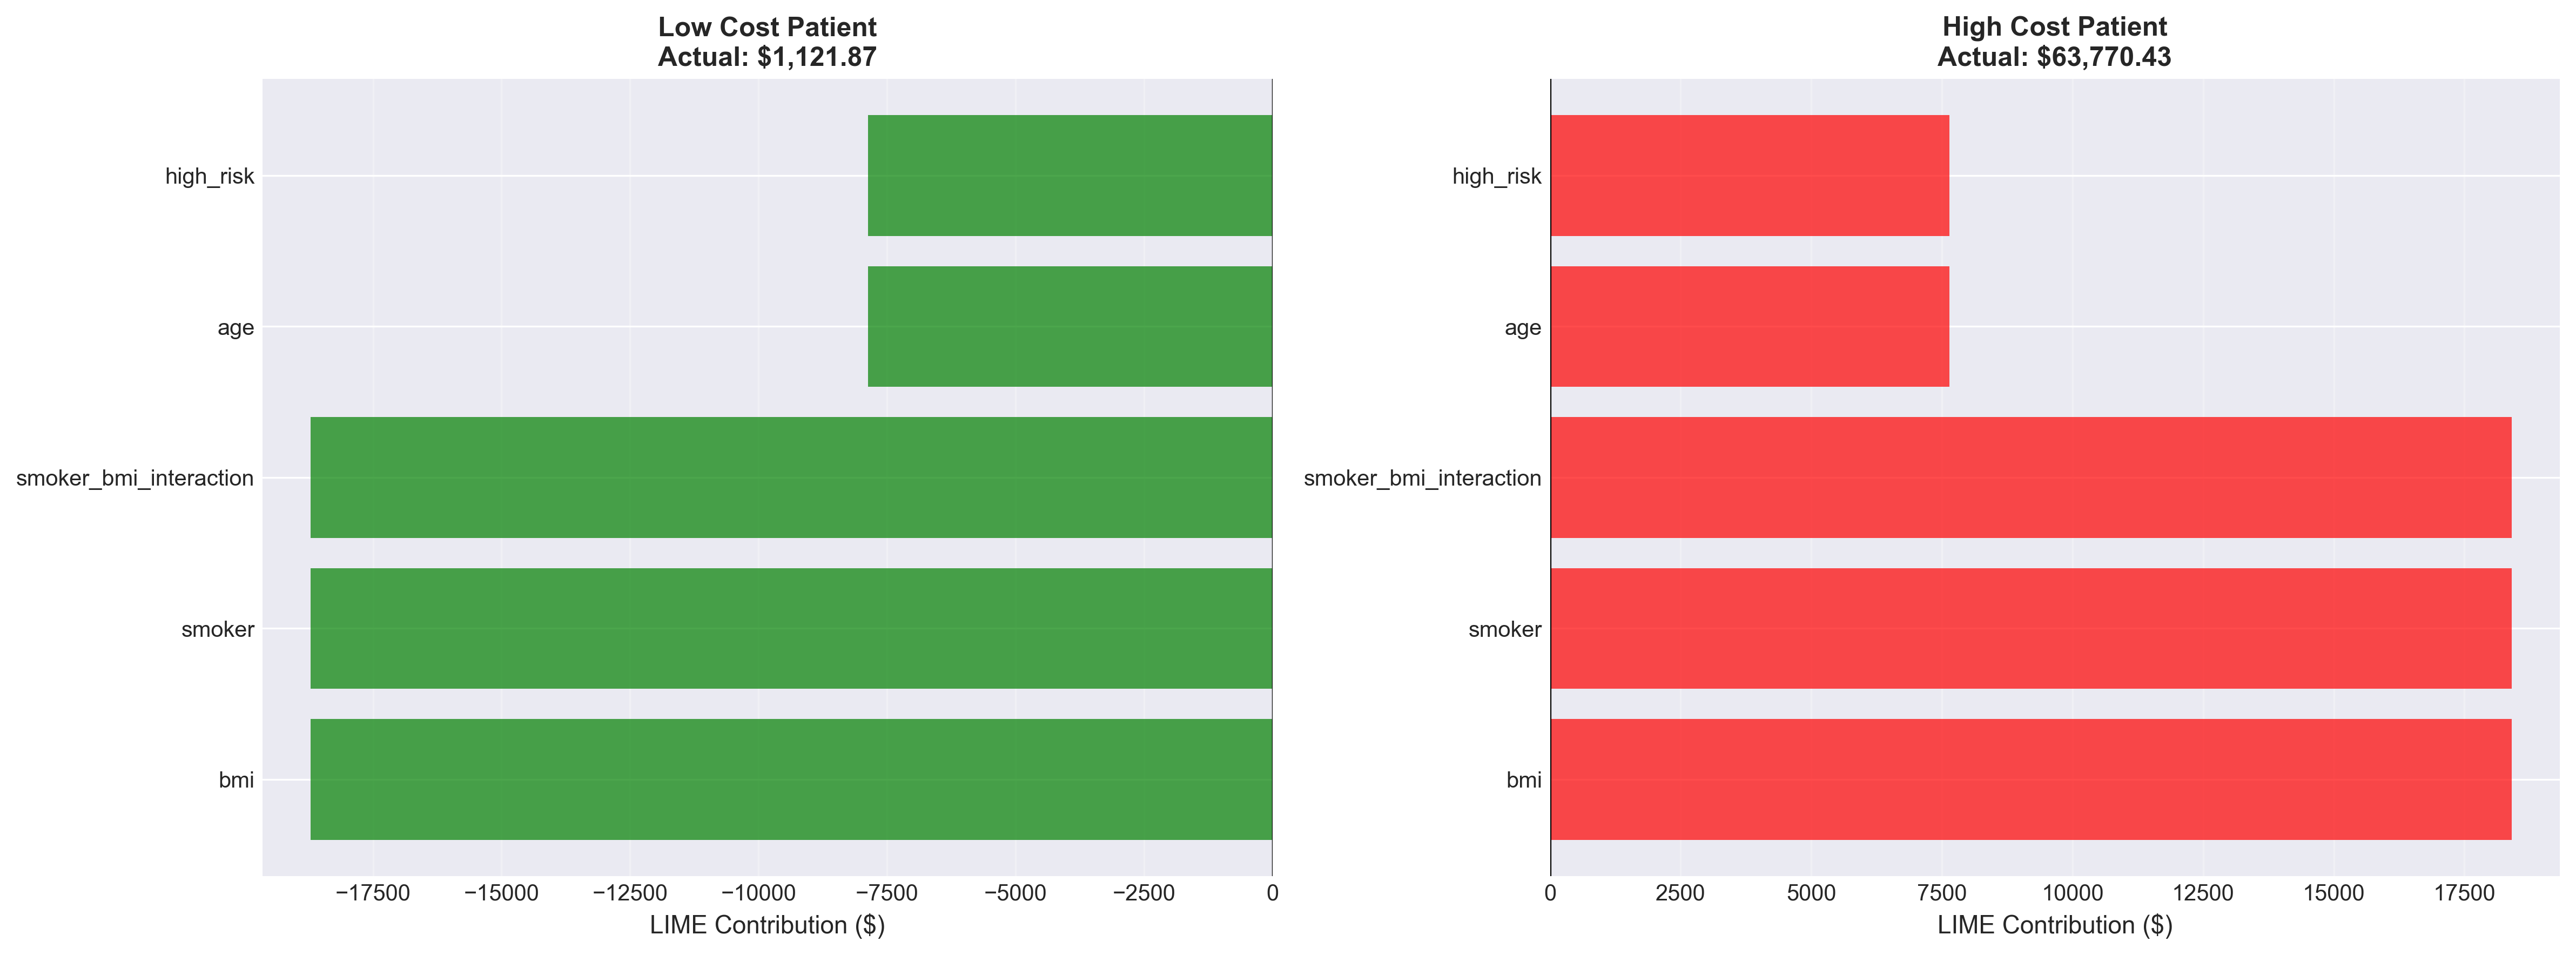 Low Cost Patient
Actual: $1,121.87
high_risk
age
smoker_bmi_interaction
smoker
bmi
−17500 −15000 −12500 −10000 −7500 −5000 −2500 0
LIME Contribution ($)
High Cost Patient
Actual: $63,770.43
high_risk
age
smoker_bmi_interaction
smoker
bmi
0 2500 5000 7500 10000 12500 15000 17500
LIME Contribution ($)